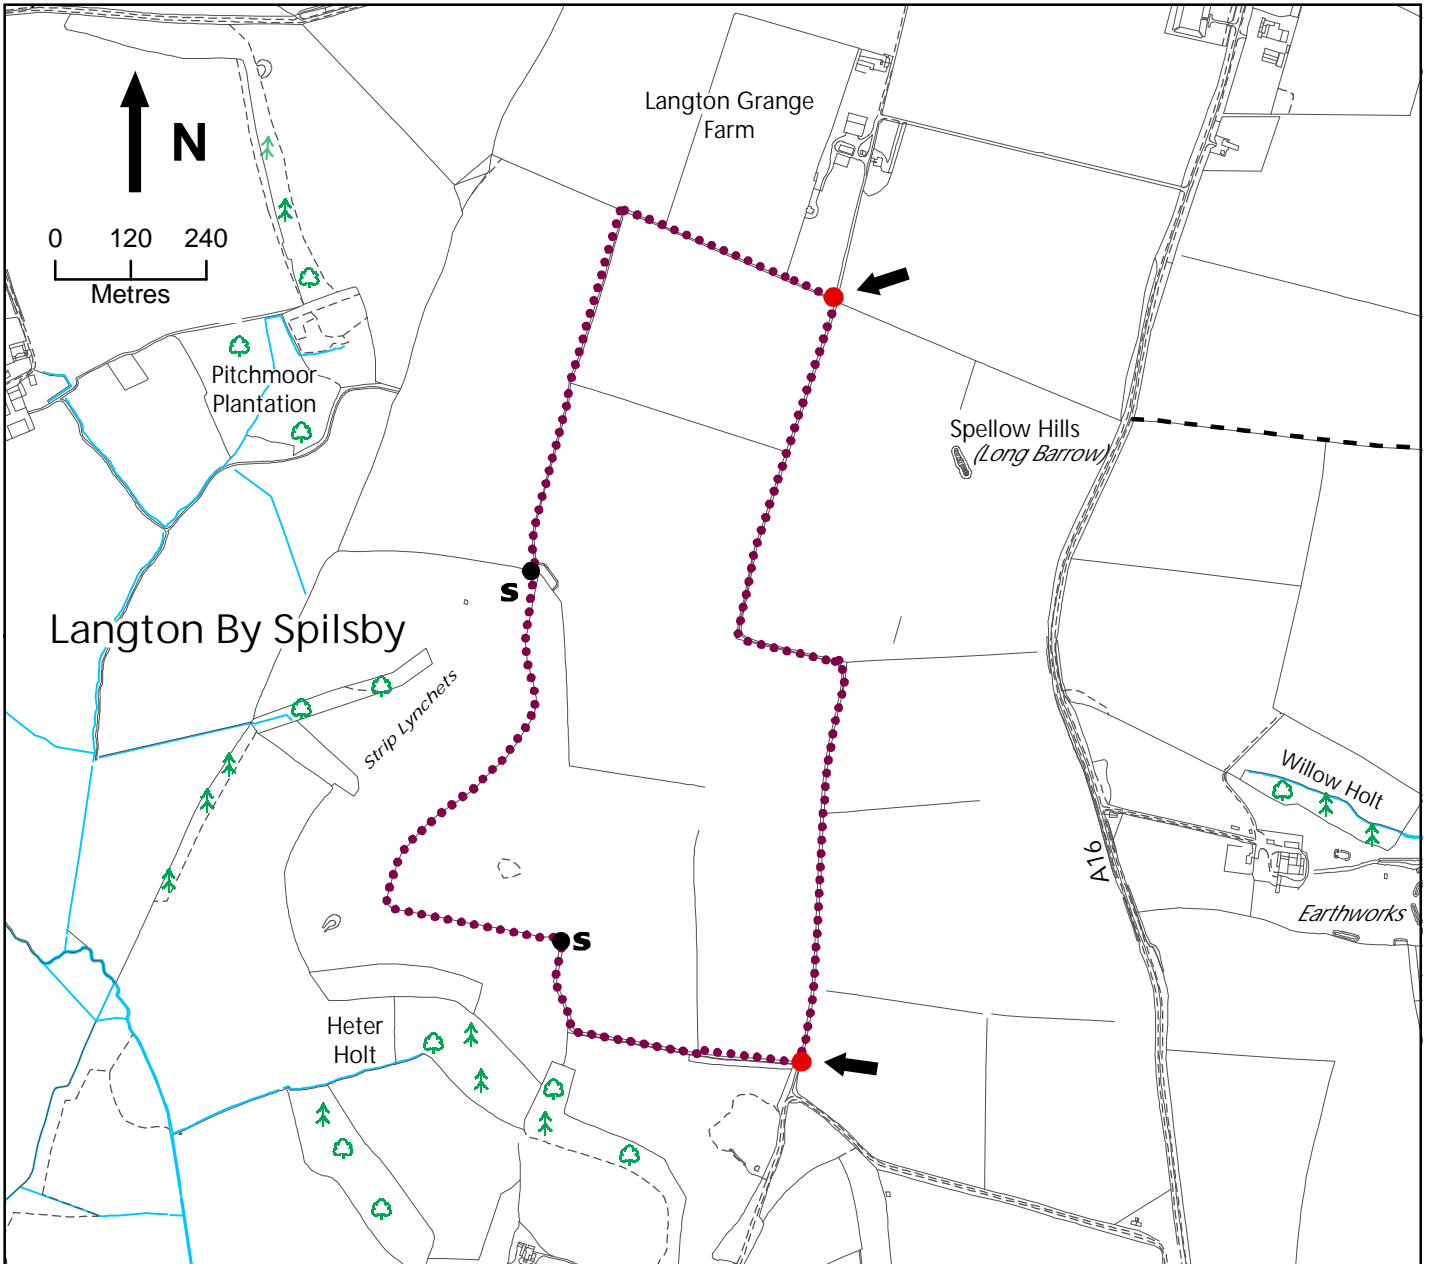 Langton Grange
Farm
N
0 120 240
Metres
Pitchmoor
Plantation
Spellow Hills
(Long Barrow)
s
Langton By Spilsby
Strip Lynchets
Willow Holt
A16
Earthworks
s
Heter
Holt